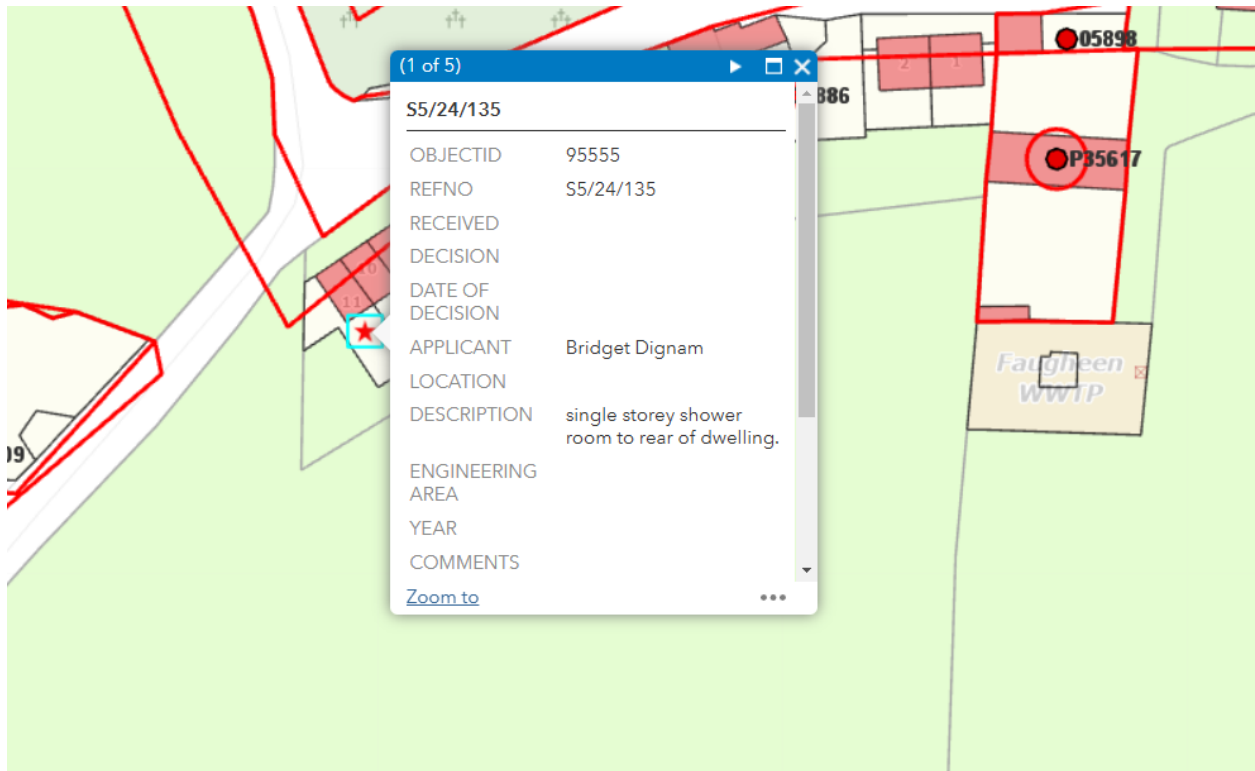 (1 of 5)
S5/24/135
OBJECTID 95555
REFNO S5/24/135
RECEIVED
DECISION
DATE OF
DECISION
APPLICANT Bridget Dignam
LOCATION
DESCRIPTION single storey shower
room to rear of dwelling.
ENGINEERING
AREA
YEAR
COMMENTS
Zoom to
05898
886
2 1
P35617
10
11
Faugheen
WWTP
09